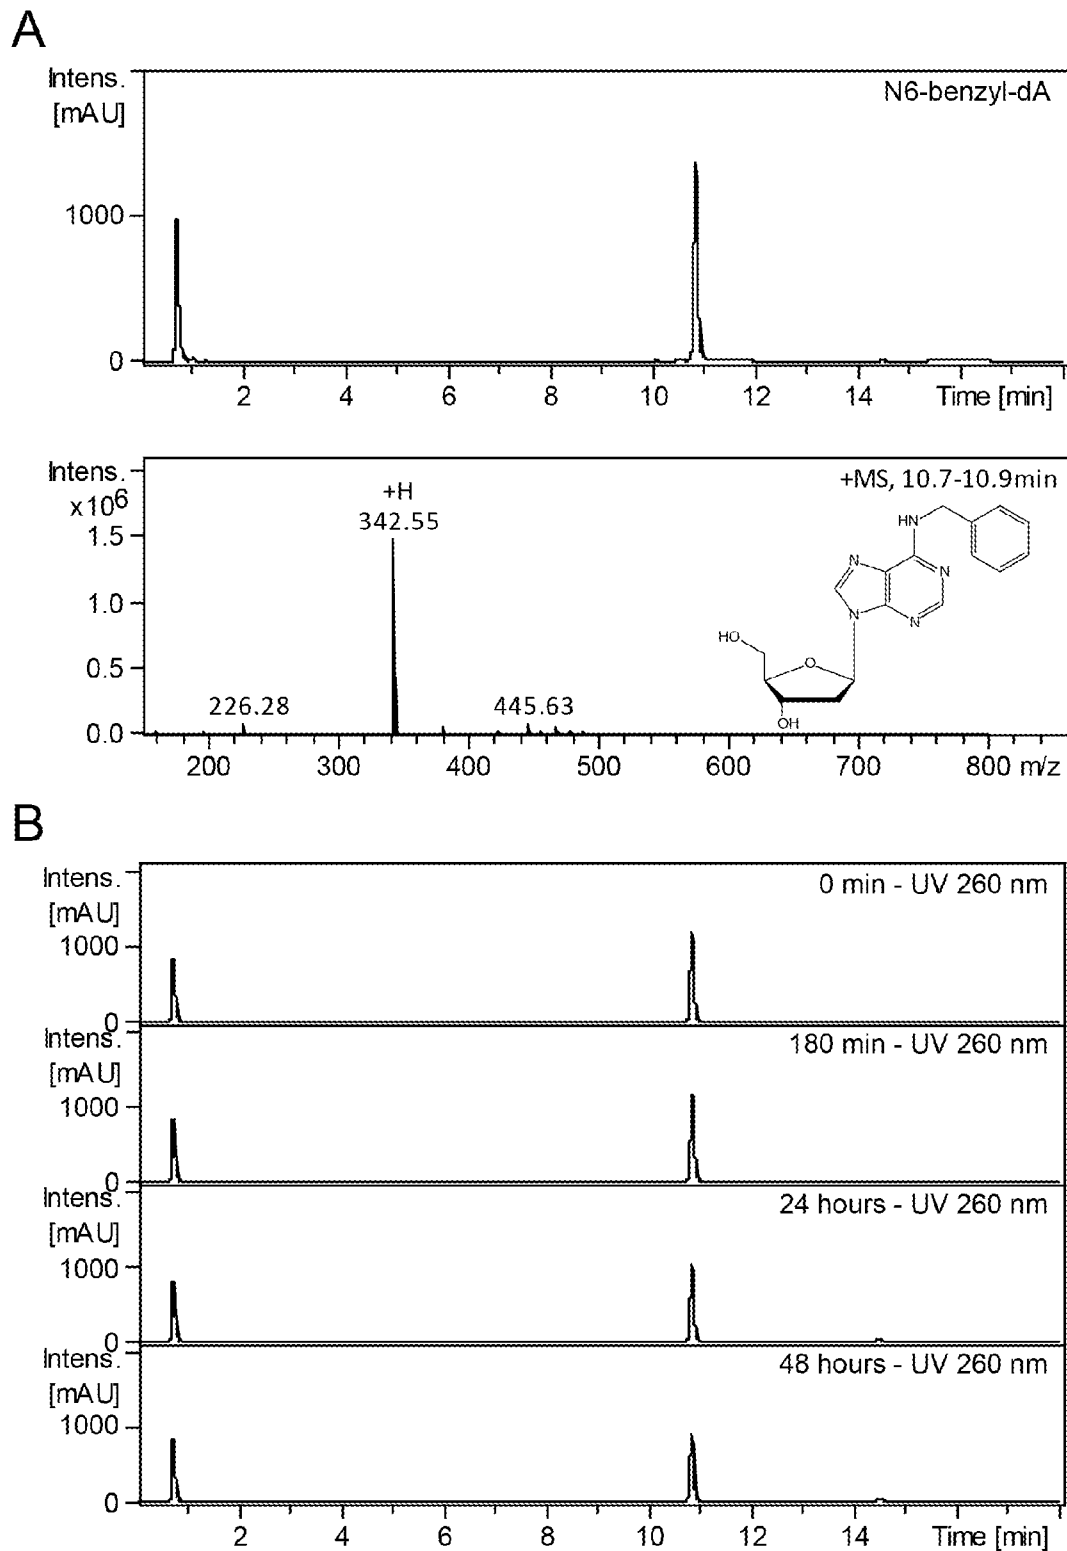 A
Intens.
[mAU]
N6-benzyl-dA
1000
0
2 4 6 8 10 12 14 Time [min]
Intens.
x10^6
+MS, 10.7-10.9min
+H
342.55
1.5
1.0
0.5
0.0
226.28
445.63
HN
N
N
N
N
HO
O
OH
200 300 400 500 600 700 800 m/z
B
Intens.
[mAU]
0 min - UV 260 nm
1000
0
Intens.
[mAU]
180 min - UV 260 nm
1000
0
Intens.
[mAU]
24 hours - UV 260 nm
1000
0
Intens.
[mAU]
48 hours - UV 260 nm
1000
0
2 4 6 8 10 12 14 Time [min]